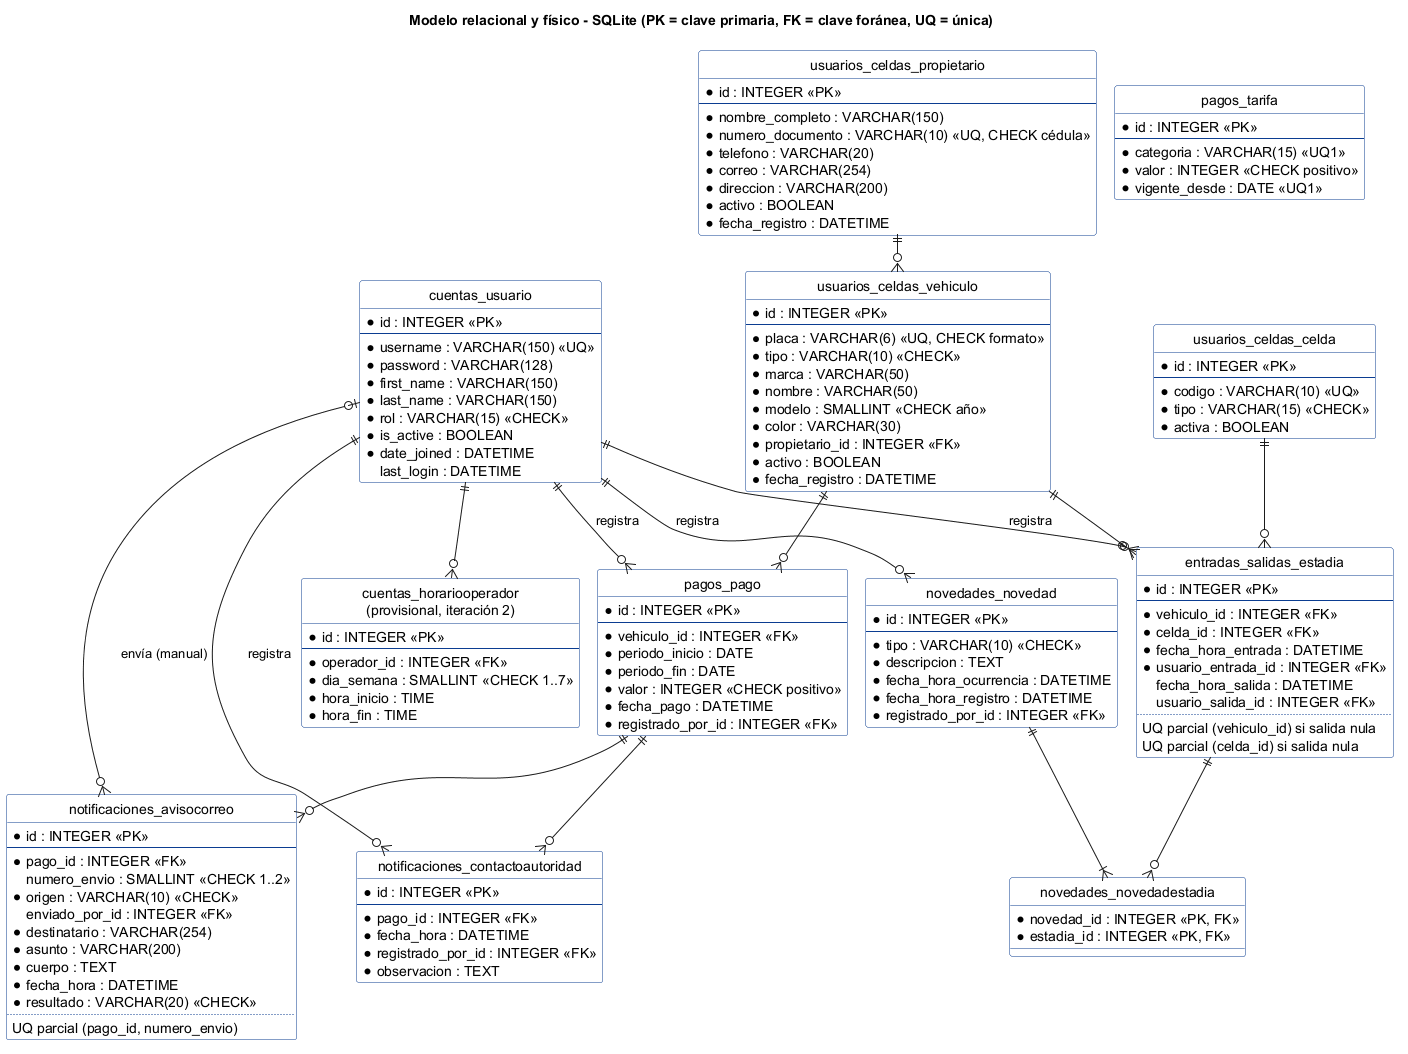 Modelo relacional y físico - SQLite (PK = clave primaria, FK = clave foránea, UQ = única)
usuarios_celdas_propietario
id : INTEGER «PK»
nombre_completo : VARCHAR(150)
numero_documento : VARCHAR(10) «UQ, CHECK cédula»
telefono : VARCHAR(20)
correo : VARCHAR(254)
direccion : VARCHAR(200)
activo : BOOLEAN
fecha_registro : DATETIME
pagos_tarifa
id : INTEGER «PK»
categoria : VARCHAR(15) «UQ1»
valor : INTEGER «CHECK positivo»
vigente_desde : DATE «UQ1»
cuentas_usuario
id : INTEGER «PK»
username : VARCHAR(150) «UQ»
password : VARCHAR(128)
first_name : VARCHAR(150)
last_name : VARCHAR(150)
rol : VARCHAR(15) «CHECK»
is_active : BOOLEAN
date_joined : DATETIME
last_login : DATETIME
usuarios_celdas_vehiculo
id : INTEGER «PK»
placa : VARCHAR(6) «UQ, CHECK formato»
tipo : VARCHAR(10) «CHECK»
marca : VARCHAR(50)
nombre : VARCHAR(50)
modelo : SMALLINT «CHECK año»
color : VARCHAR(30)
propietario_id : INTEGER «FK»
activo : BOOLEAN
fecha_registro : DATETIME
usuarios_celdas_celda
id : INTEGER «PK»
codigo : VARCHAR(10) «UQ»
tipo : VARCHAR(15) «CHECK»
activa : BOOLEAN
registra
registra
registra
cuentas_horariooperador
(provisional, iteración 2)
id : INTEGER «PK»
operador_id : INTEGER «FK»
dia_semana : SMALLINT «CHECK 1..7»
hora_inicio : TIME
hora_fin : TIME
pagos_pago
id : INTEGER «PK»
vehiculo_id : INTEGER «FK»
periodo_inicio : DATE
periodo_fin : DATE
valor : INTEGER «CHECK positivo»
fecha_pago : DATETIME
registrado_por_id : INTEGER «FK»
novedades_novedad
id : INTEGER «PK»
tipo : VARCHAR(10) «CHECK»
descripcion : TEXT
fecha_hora_ocurrencia : DATETIME
fecha_hora_registro : DATETIME
registrado_por_id : INTEGER «FK»
entradas_salidas_estadia
id : INTEGER «PK»
vehiculo_id : INTEGER «FK»
celda_id : INTEGER «FK»
fecha_hora_entrada : DATETIME
usuario_entrada_id : INTEGER «FK»
fecha_hora_salida : DATETIME
usuario_salida_id : INTEGER «FK»
UQ parcial (vehiculo_id) si salida nula
UQ parcial (celda_id) si salida nula
envía (manual)
registra
notificaciones_avisocorreo
id : INTEGER «PK»
pago_id : INTEGER «FK»
numero_envio : SMALLINT «CHECK 1..2»
origen : VARCHAR(10) «CHECK»
enviado_por_id : INTEGER «FK»
destinatario : VARCHAR(254)
asunto : VARCHAR(200)
cuerpo : TEXT
fecha_hora : DATETIME
resultado : VARCHAR(20) «CHECK»
UQ parcial (pago_id, numero_envio)
notificaciones_contactoautoridad
id : INTEGER «PK»
pago_id : INTEGER «FK»
fecha_hora : DATETIME
registrado_por_id : INTEGER «FK»
observacion : TEXT
novedades_novedadestadia
novedad_id : INTEGER «PK, FK»
estadia_id : INTEGER «PK, FK»